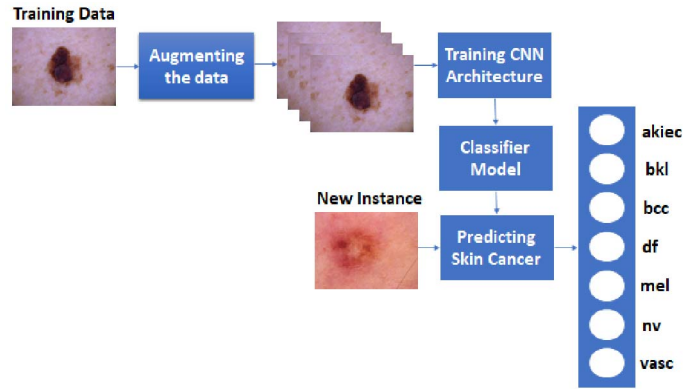 Training Data
Augmenting
the data
Training CNN
Architecture
Classifier
Model
New Instance
Predicting
Skin Cancer
akiec
bkl
bcc
df
mel
nv
vasc